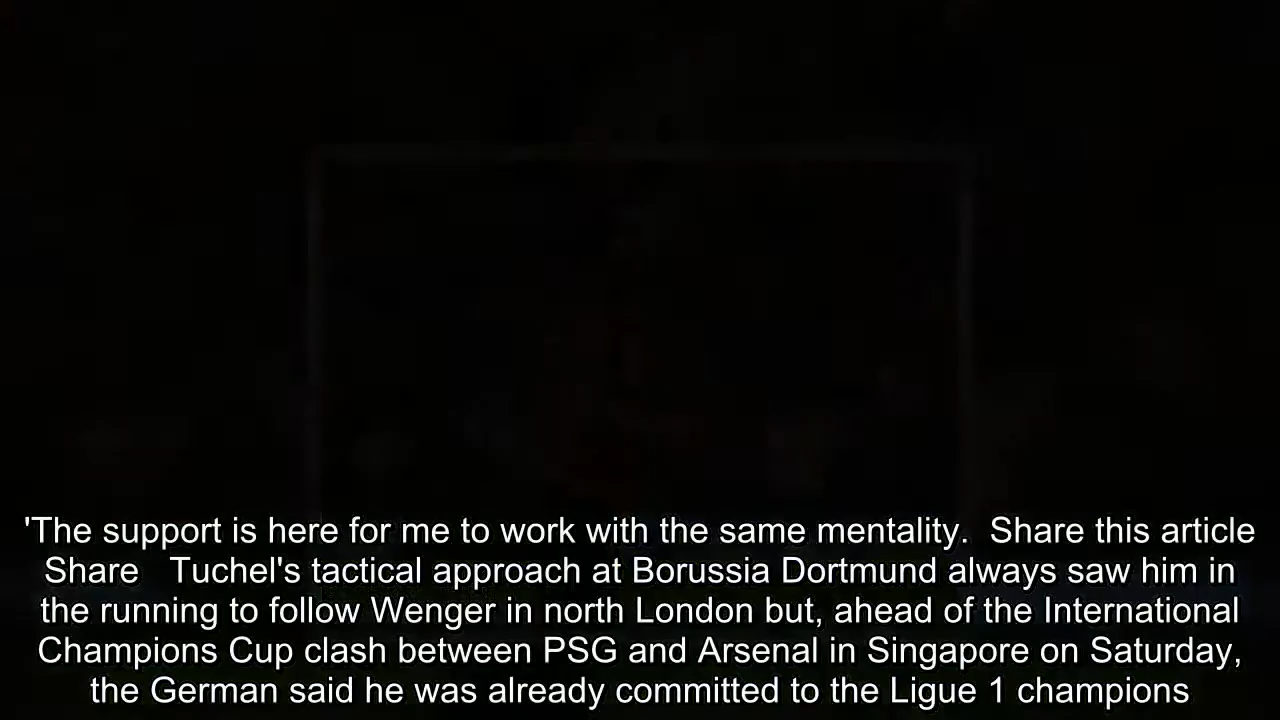 'The support is here for me to work with the same mentality.  Share this article
Share   Tuchel's tactical approach at Borussia Dortmund always saw him in
the running to follow Wenger in north London but, ahead of the International
Champions Cup clash between PSG and Arsenal in Singapore on Saturday,
the German said he was already committed to the Ligue 1 champions